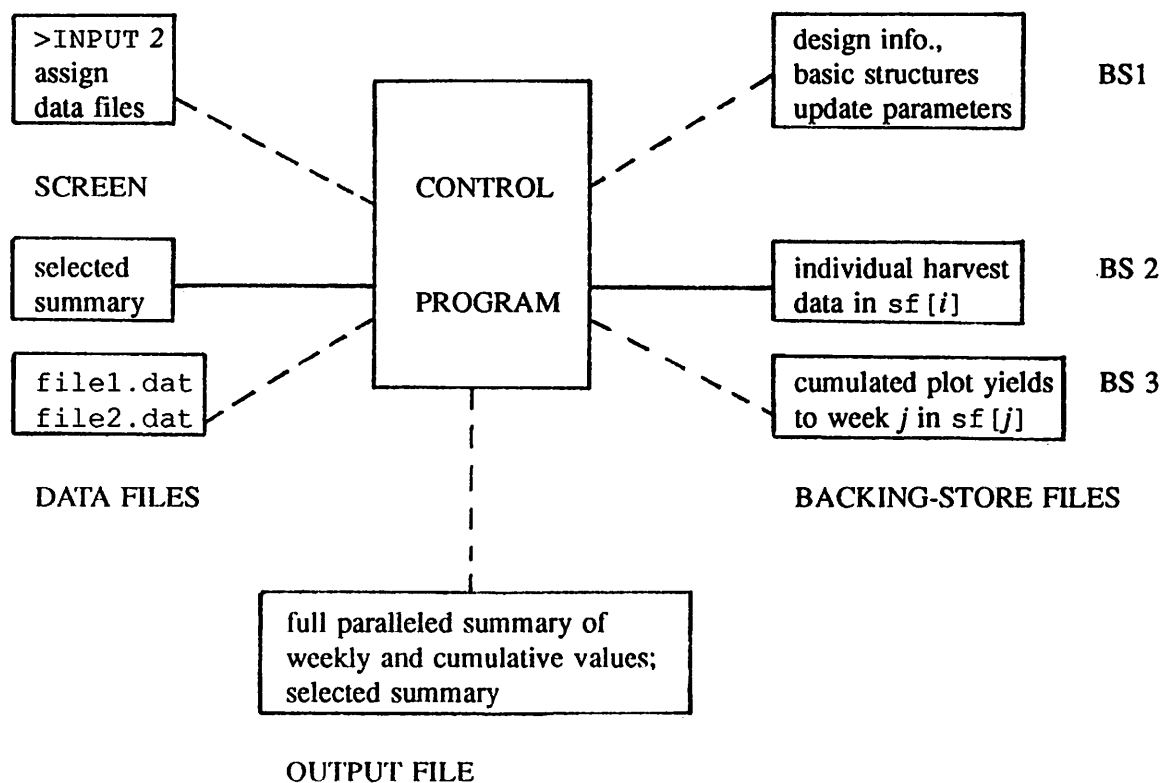 >INPUT 2
assign
data files
SCREEN
selected
summary
file1.dat
file2.dat
DATA FILES
CONTROL
PROGRAM
design info.,
basic structures
update parameters
BS1
individual harvest
data in sf [i]
BS 2
cumulated plot yields
to week j in sf [j]
BS 3
BACKING-STORE FILES
full paralleled summary of
weekly and cumulative values;
selected summary
OUTPUT FILE